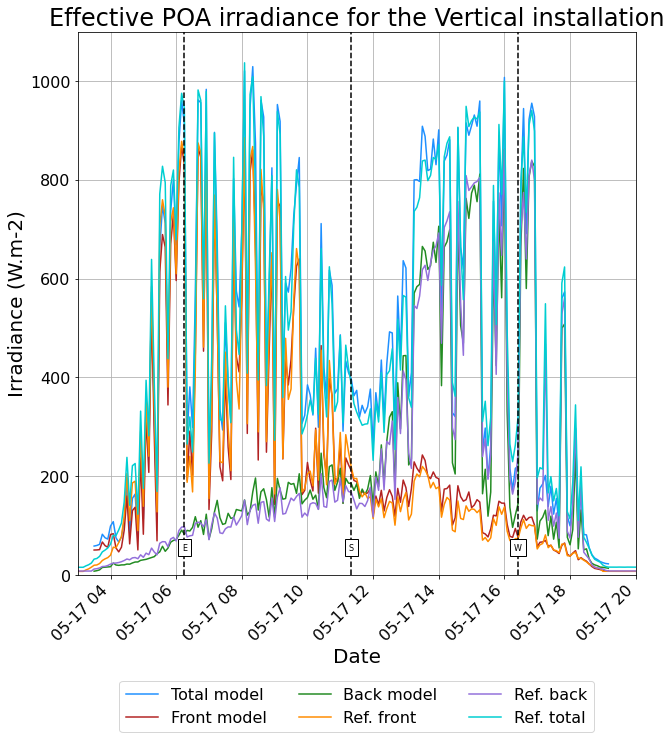 Effective POA irradiance for the Vertical installation
Irradiance (W.m-2)
1000
800
600
400
200
0
E
S
W
05-17 04
05-17 06
05-17 08
05-17 10
05-17 12
05-17 14
05-17 16
05-17 18
05-17 20
Date
Total model Back model Ref. back
Front model Ref. front Ref. total